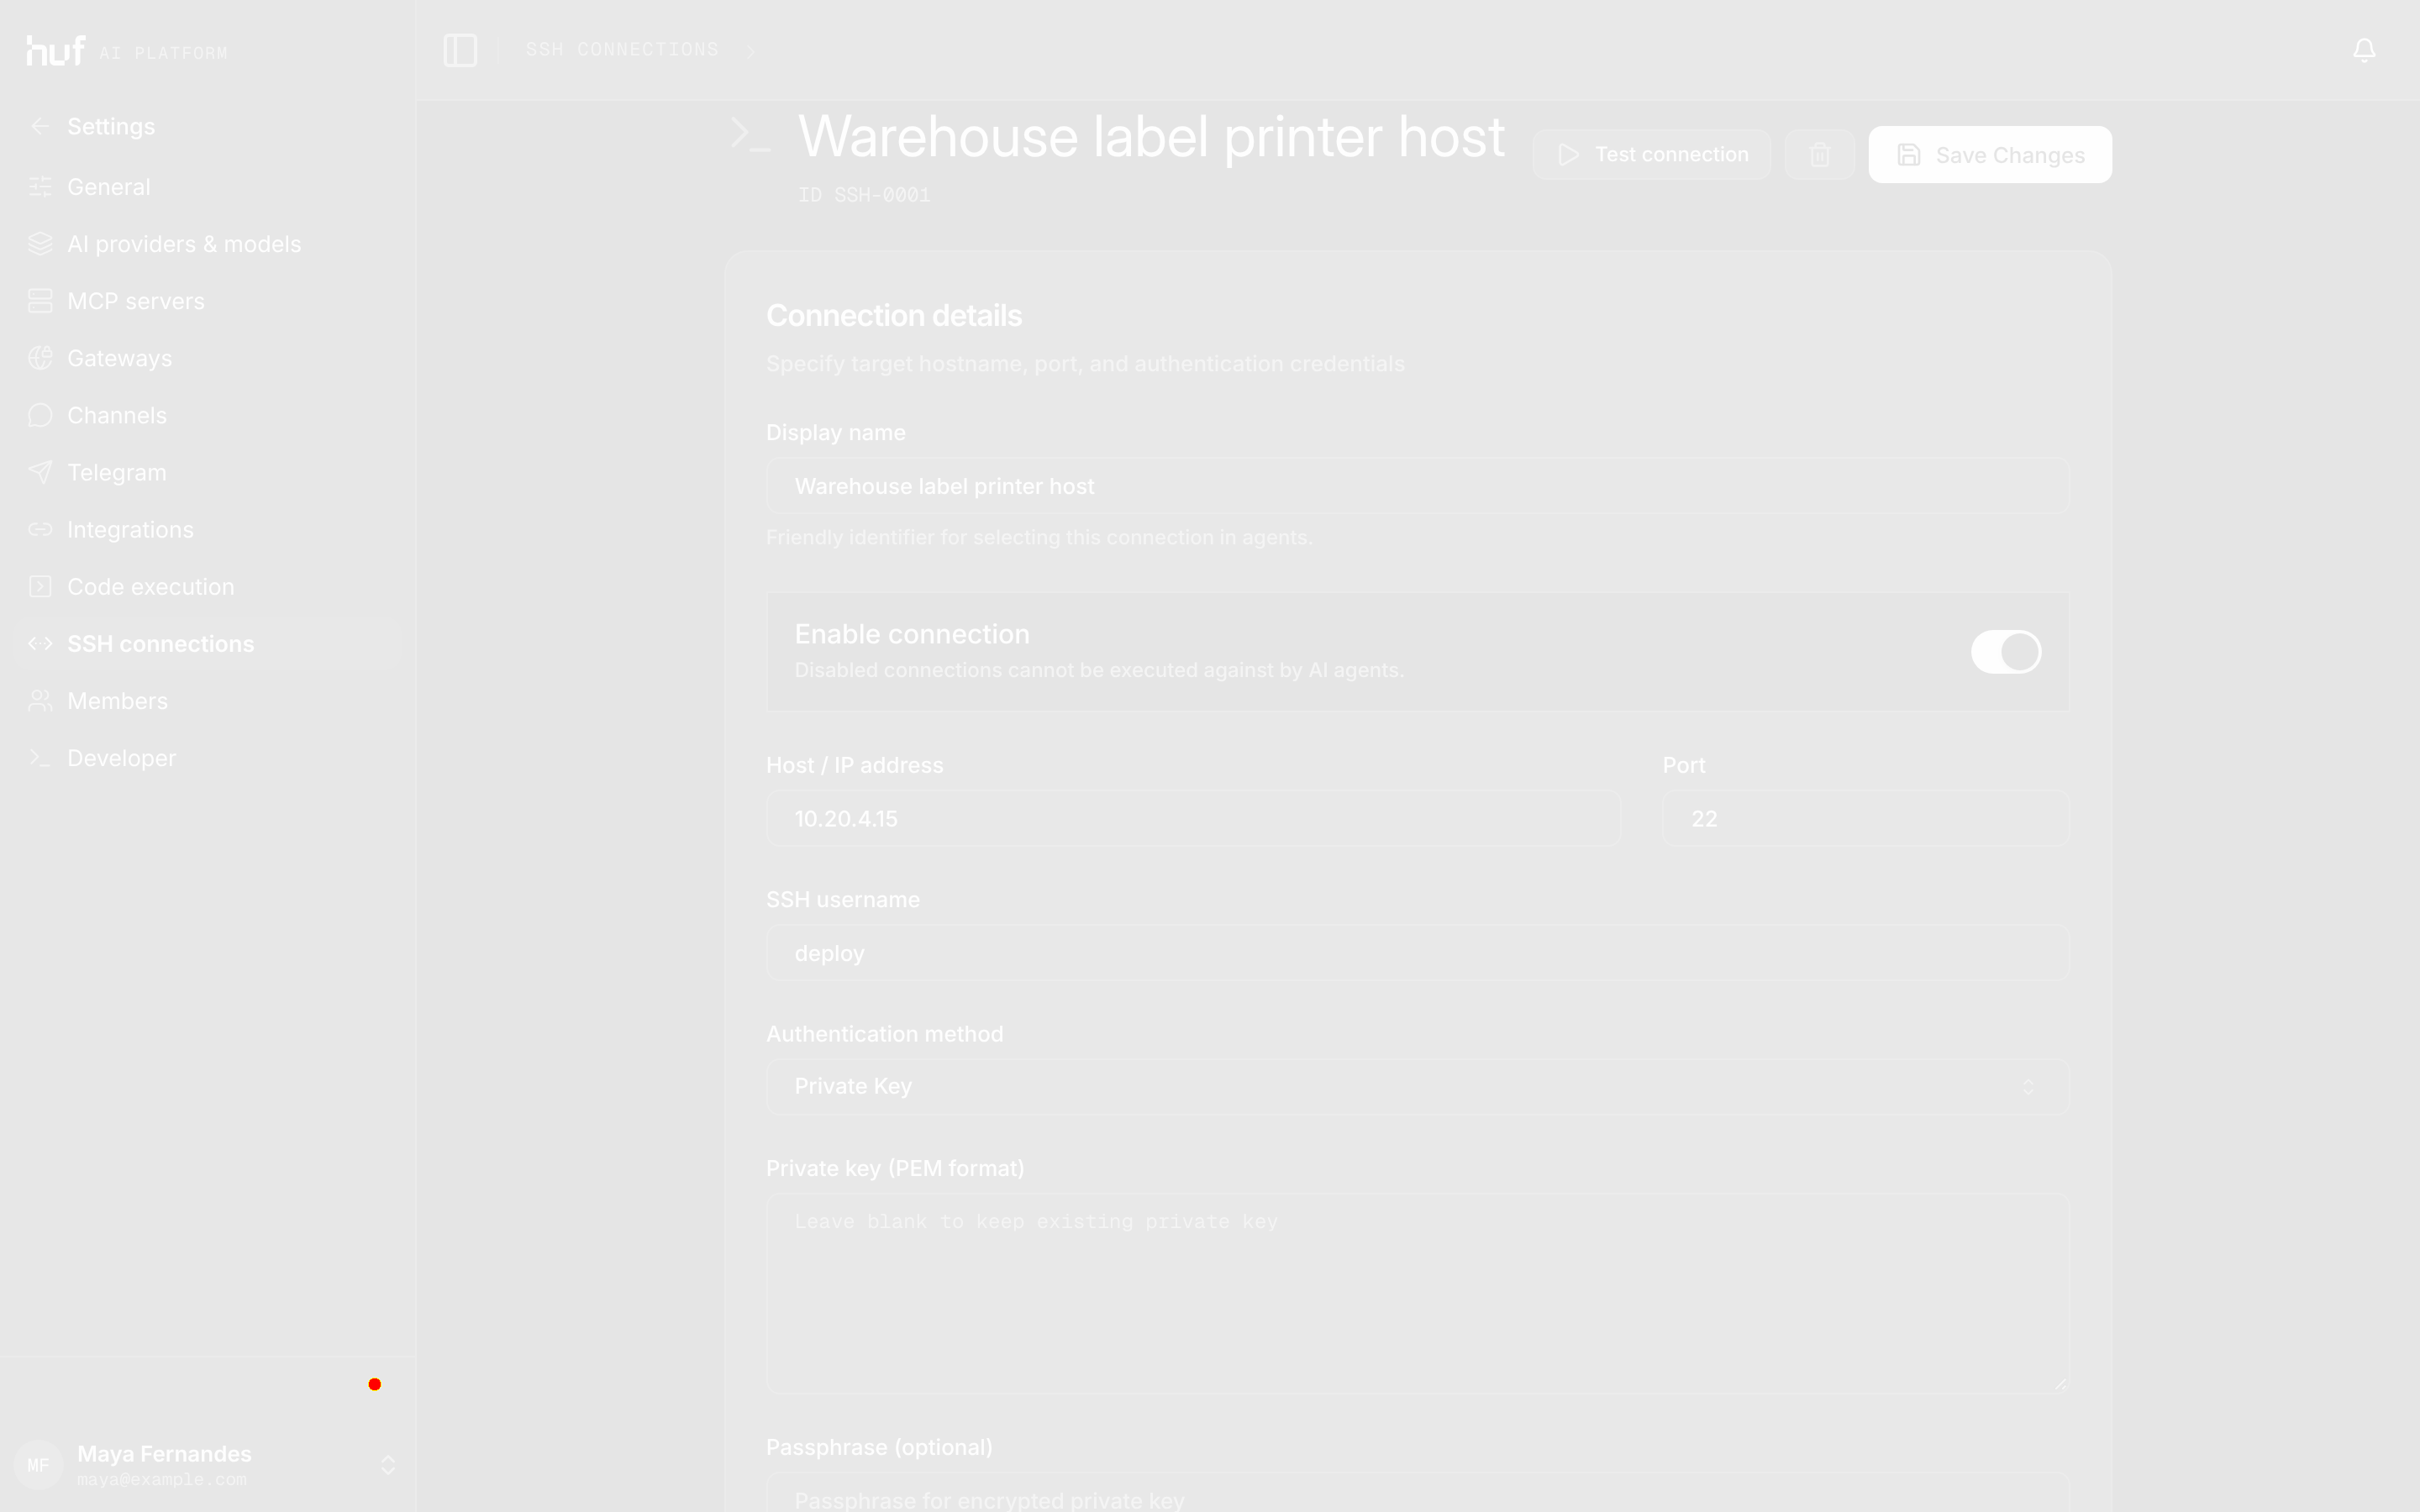 huf AI PLATFORM
Settings
General
AI providers & models
MCP servers
Gateways
Channels
Telegram
Integrations
Code execution
SSH connections
Members
Developer
MF
Maya Fernandes
maya@example.com
SSH CONNECTIONS
Warehouse label printer host
ID SSH-0001
Test connection
Save Changes
Connection details
Specify target hostname, port, and authentication credentials
Display name
Warehouse label printer host
Friendly identifier for selecting this connection in agents.
Enable connection
Disabled connections cannot be executed against by AI agents.
Host / IP address
10.20.4.15
Port
22
SSH username
deploy
Authentication method
Private Key
Private key (PEM format)
Leave blank to keep existing private key
Passphrase (optional)
Passphrase for encrypted private key